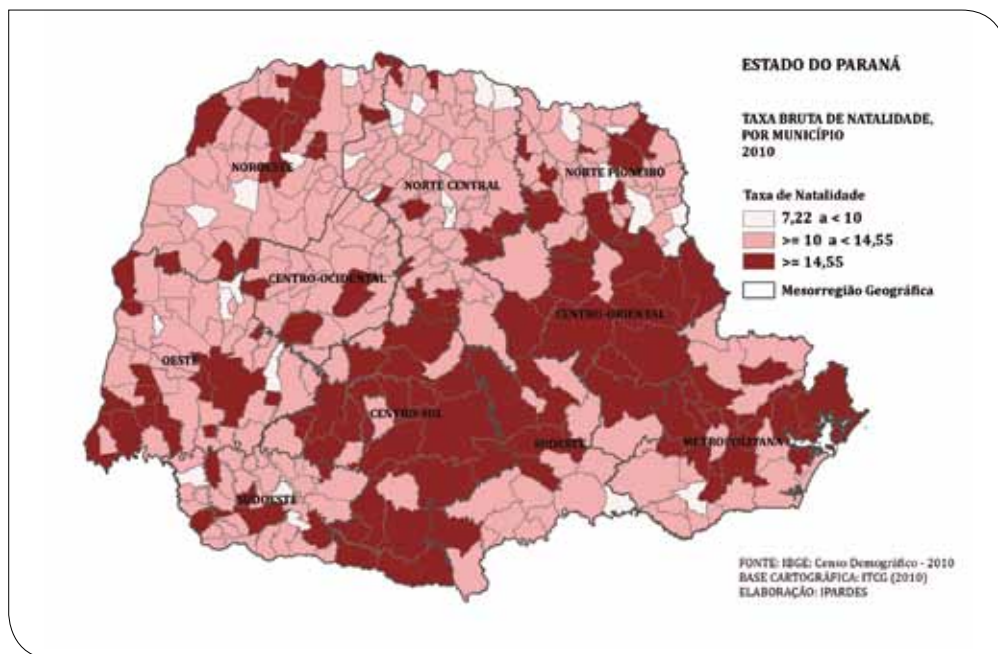 ESTADO DO PARANÁ
TAXA BRUTA DE NATALIDADE,
POR MUNICÍPIO
2010
Taxa de Natalidade
7,22 a < 10
>= 10 a < 14,55
>= 14,55
Mesorregião Geográfica
NOROESTE
NORTE CENTRAL
NORTE PIONEIRO
CENTRO-OCIDENTAL
CENTRO-ORIENTAL
OESTE
CENTRO-SUL
SUDESTE
METROPOLITANA
SUDOESTE
FONTE: IBGE: Censo Demográfico - 2010
BASE CARTOGRÁFICA: ITCG (2010)
ELABORAÇÃO: IPARDES